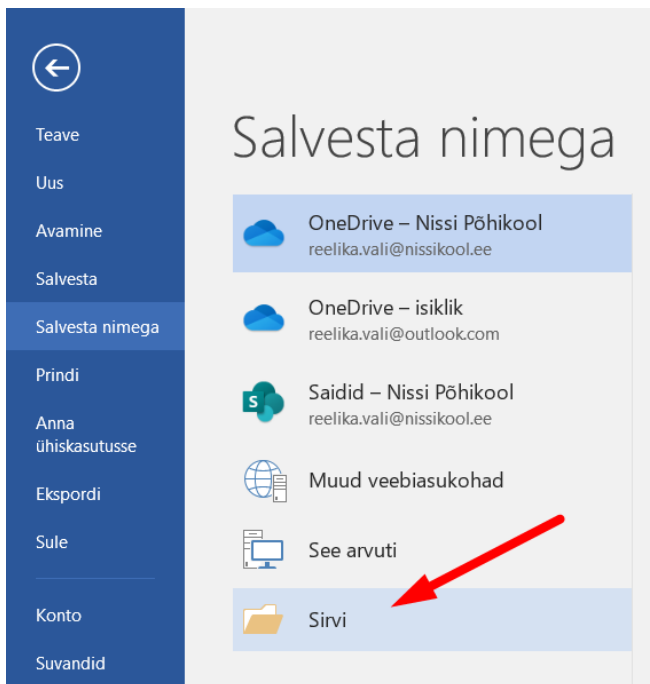 Teave
Uus
Avamine
Salvesta
Salvesta nimega
Prindi
Anna
ühiskasutusse
Ekspordi
Sule
Konto
Suvandid
Salvesta nimega
OneDrive – Nissi Põhikool
reelika.vali@nissikool.ee
OneDrive – isiklik
reelika.vali@outlook.com
S
Saidid – Nissi Põhikool
reelika.vali@nissikool.ee
Muud veebiasukohad
See arvuti
Sirvi